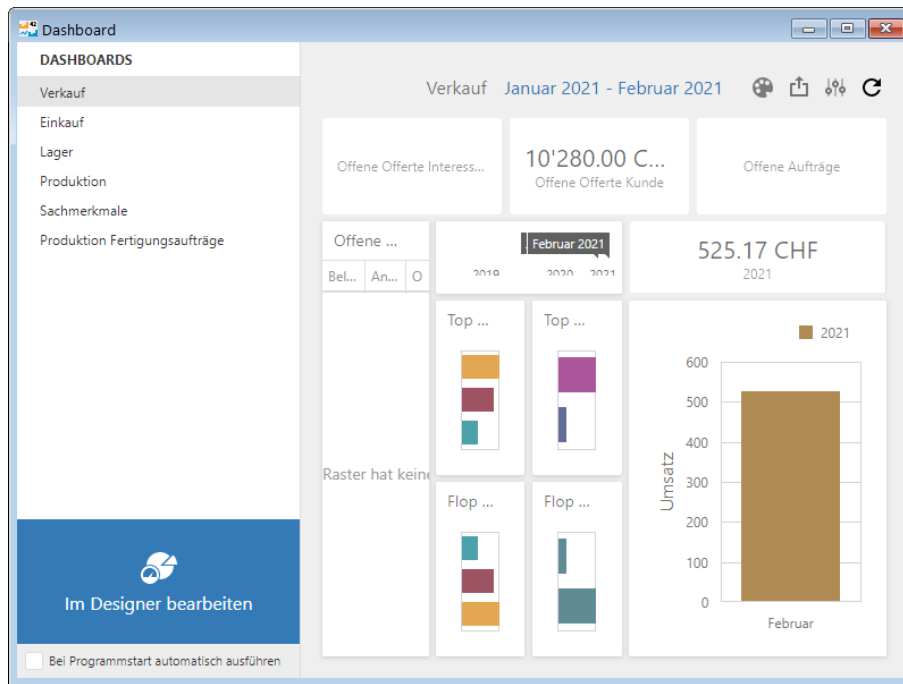 Dashboard
DASHBOARDS
Verkauf
Einkauf
Lager
Produktion
Sachmerkmale
Produktion Fertigungsaufträge
Im Designer bearbeiten
Bei Programmstart automatisch ausführen
Verkauf Januar 2021 - Februar 2021
Offene Offerte Interess...
10'280.00 C...
Offene Offerte Kunde
Offene Aufträge
Offene ...
Bel... An... O
Raster hat keine
Februar 2021
2019 2020 2021
525.17 CHF
2021
Top ...
Top ...
Flop ...
Flop ...
2021
Umsatz
600
500
400
300
200
100
0
Februar